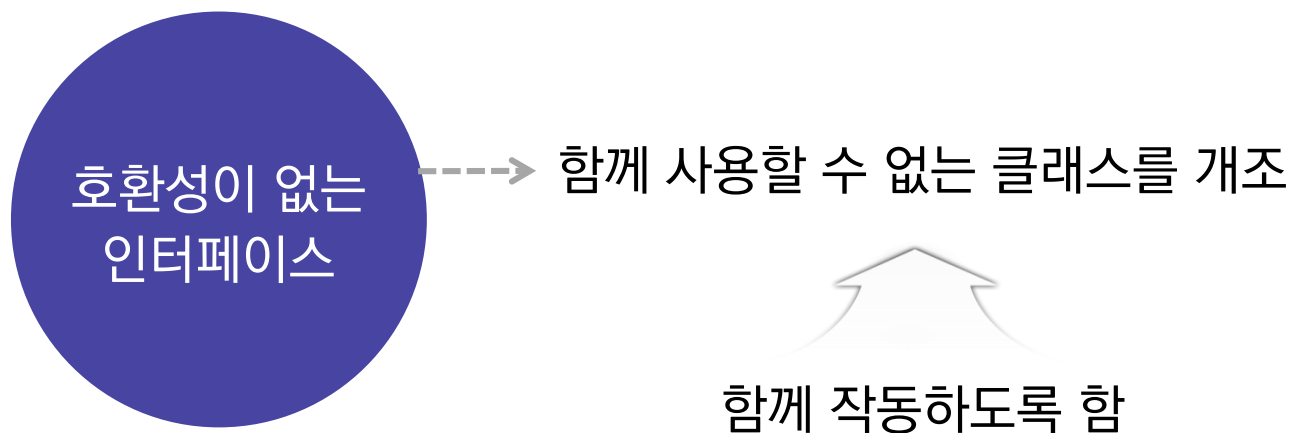 호환성이 없는
인터페이스
함께 사용할 수 없는 클래스를 개조
함께 작동하도록 함